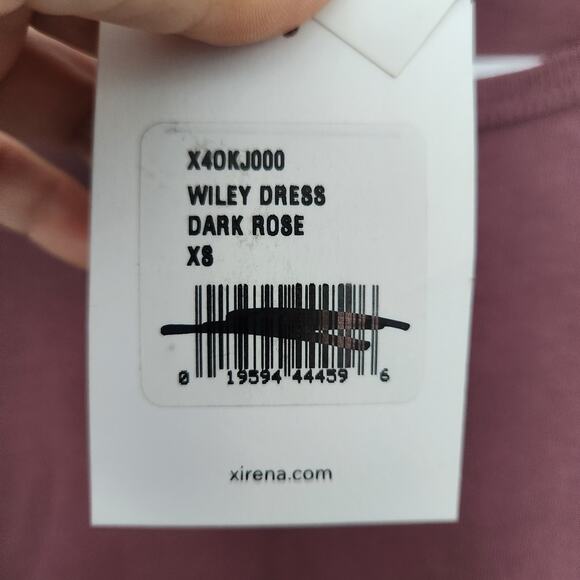 X40KJ000
WILEY DRESS
DARK ROSE
XS
0 19594 44459 6
xirena.com